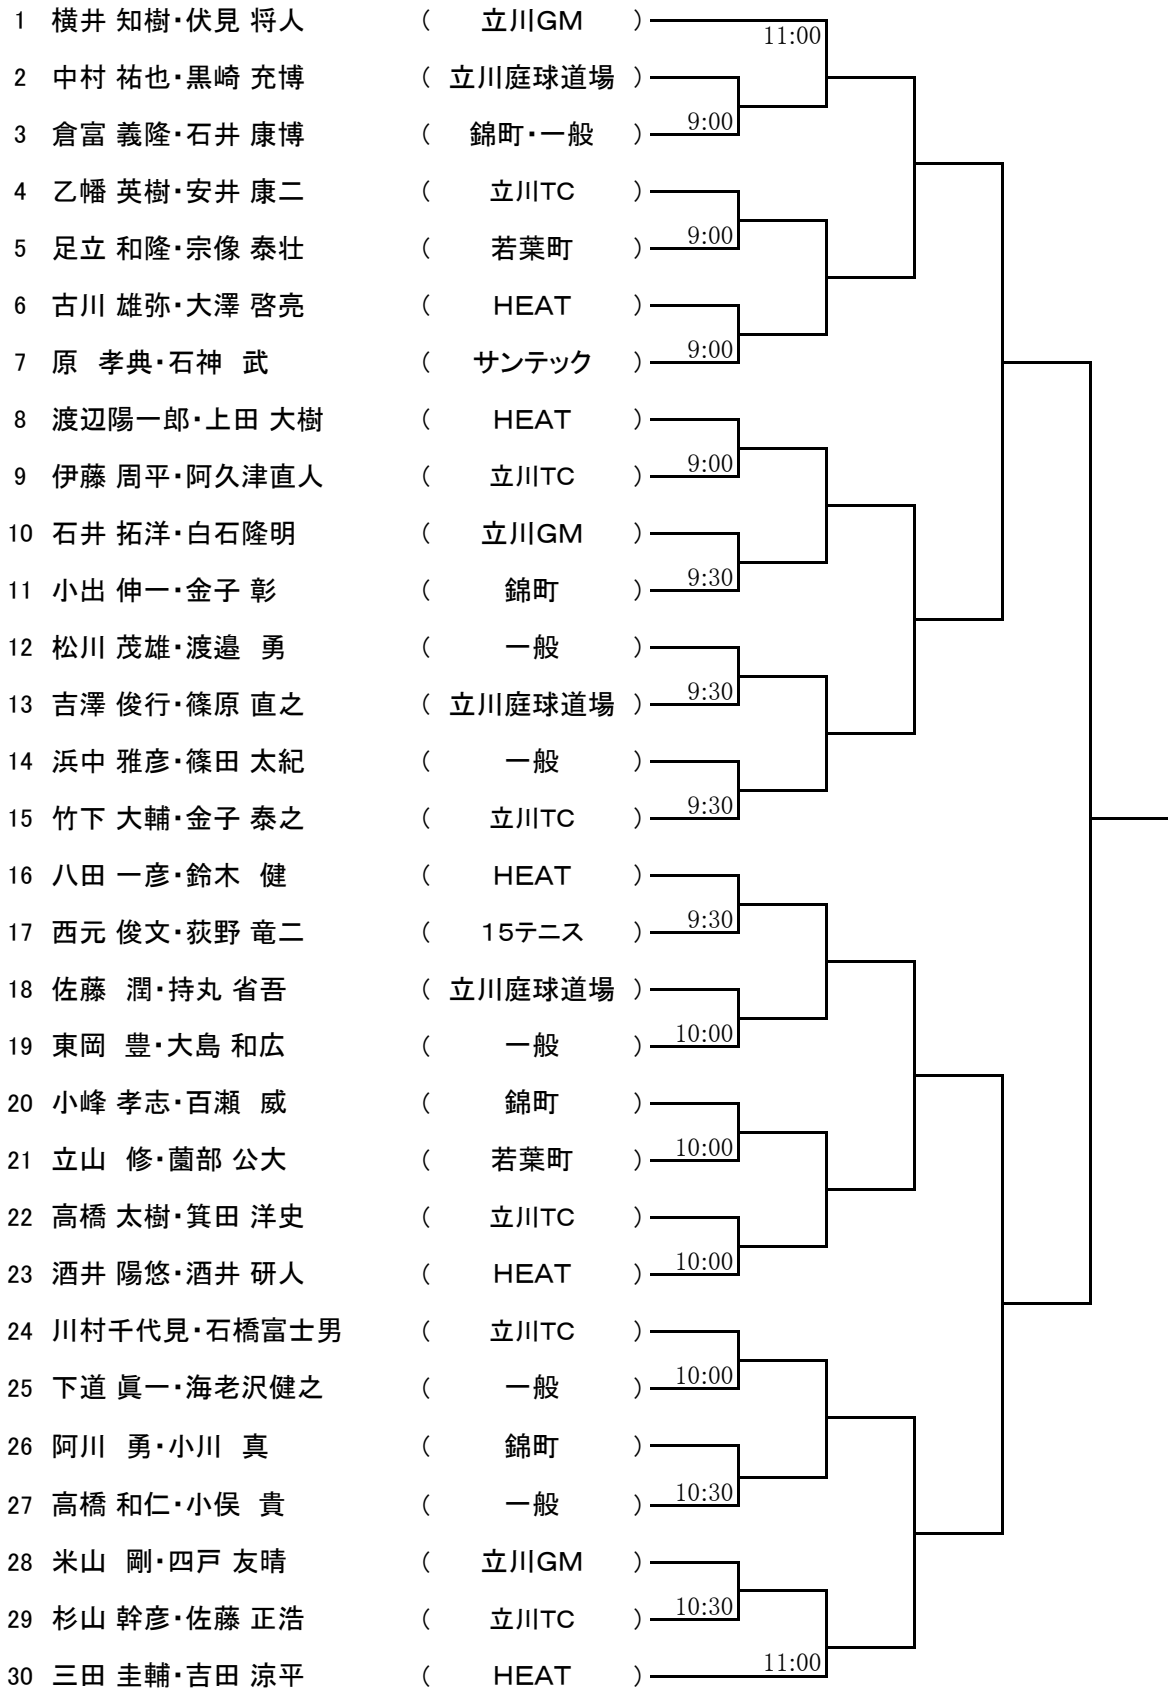 1 横井 知樹・伏見 将人 ( 立川GM )
11:00
2 中村 祐也・黒崎 充博 ( 立川庭球道場 )
9:00
3 倉富 義隆・石井 康博 ( 錦町・一般 )
4 乙幡 英樹・安井 康二 ( 立川TC )
9:00
5 足立 和隆・宗像 泰壮 ( 若葉町 )
6 古川 雄弥・大澤 啓亮 ( HEAT )
9:00
7 原 孝典・石神 武 ( サンテック )
8 渡辺陽一郎・上田 大樹 ( HEAT )
9:00
9 伊藤 周平・阿久津直人 ( 立川TC )
10 石井 拓洋・白石隆明 ( 立川GM )
9:30
11 小出 伸一・金子 彰 ( 錦町 )
12 松川 茂雄・渡邉 勇 ( 一般 )
9:30
13 吉澤 俊行・篠原 直之 ( 立川庭球道場 )
14 浜中 雅彦・篠田 太紀 ( 一般 )
9:30
15 竹下 大輔・金子 泰之 ( 立川TC )
16 八田 一彦・鈴木 健 ( HEAT )
9:30
17 西元 俊文・荻野 竜二 ( 15テニス )
18 佐藤 潤・持丸 省吾 ( 立川庭球道場 )
10:00
19 東岡 豊・大島 和広 ( 一般 )
20 小峰 孝志・百瀬 威 ( 錦町 )
10:00
21 立山 修・薗部 公大 ( 若葉町 )
22 高橋 太樹・箕田 洋史 ( 立川TC )
10:00
23 酒井 陽悠・酒井 研人 ( HEAT )
24 川村千代見・石橋富士男 ( 立川TC )
10:00
25 下道 眞一・海老沢健之 ( 一般 )
26 阿川 勇・小川 真 ( 錦町 )
10:30
27 高橋 和仁・小俣 貴 ( 一般 )
28 米山 剛・四戸 友晴 ( 立川GM )
10:30
29 杉山 幹彦・佐藤 正浩 ( 立川TC )
11:00
30 三田 圭輔・吉田 涼平 ( HEAT )